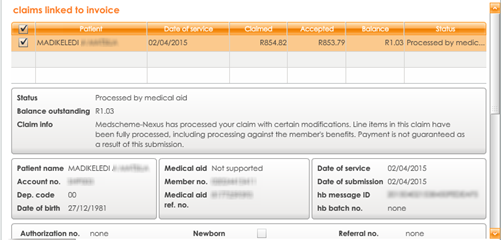 claims linked to invoice
Patient Date of service Claimed Accepted Balance Status
MADIKELEDI 02/04/2015 R854.82 R853.79 R1.03 Processed by medic...
Status Processed by medical aid
Balance outstanding R1.03
Claim info Medscheme-Nexus has processed your claim with certain modifications. Line items in this claim have
been fully processed, including processing against the member's benefits. Payment is not guaranteed as
a result of this submission.
Patient name MADIKELEDI J
Account no.
Dep. code 00
Date of birth 27/12/1981
Medical aid Not supported
Member no.
Medical aid
ref. no.
Date of service 02/04/2015
Date of submission 02/04/2015
hb message ID
hb batch no. none
Authorization no. none Newborn Referral no. none